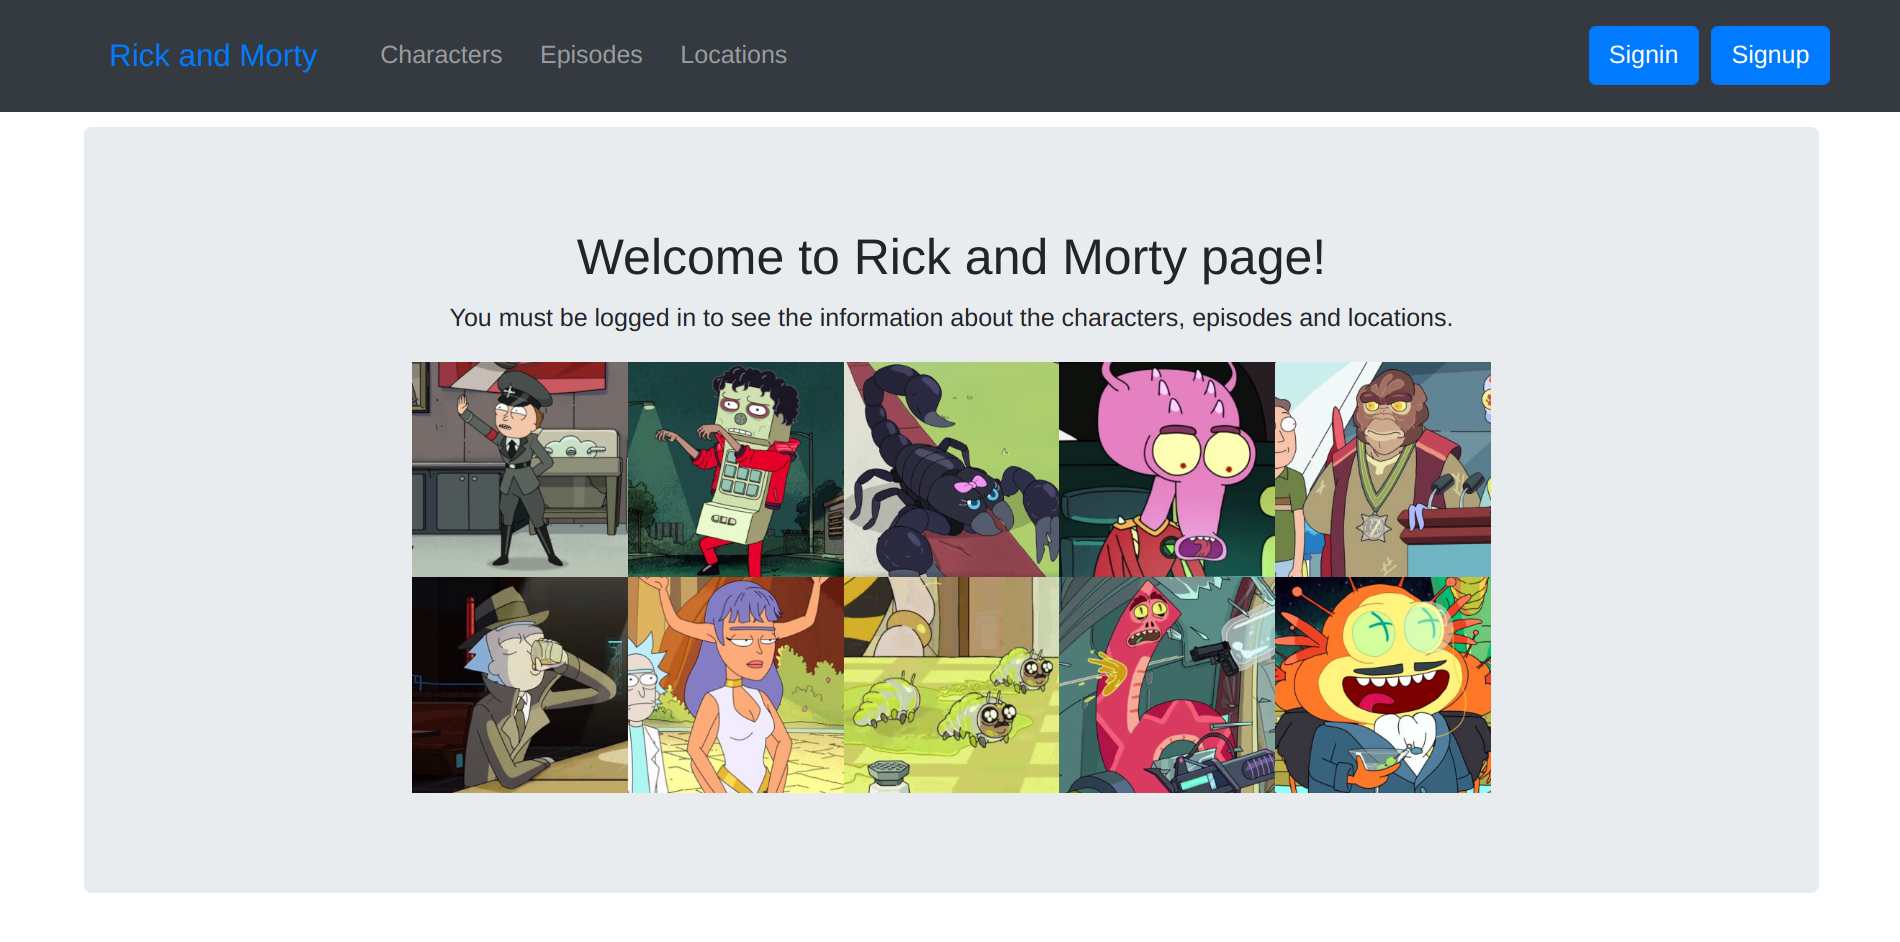 Rick and Morty
Characters
Episodes
Locations
Signin
Signup
Welcome to Rick and Morty page!
You must be logged in to see the information about the characters, episodes and locations.